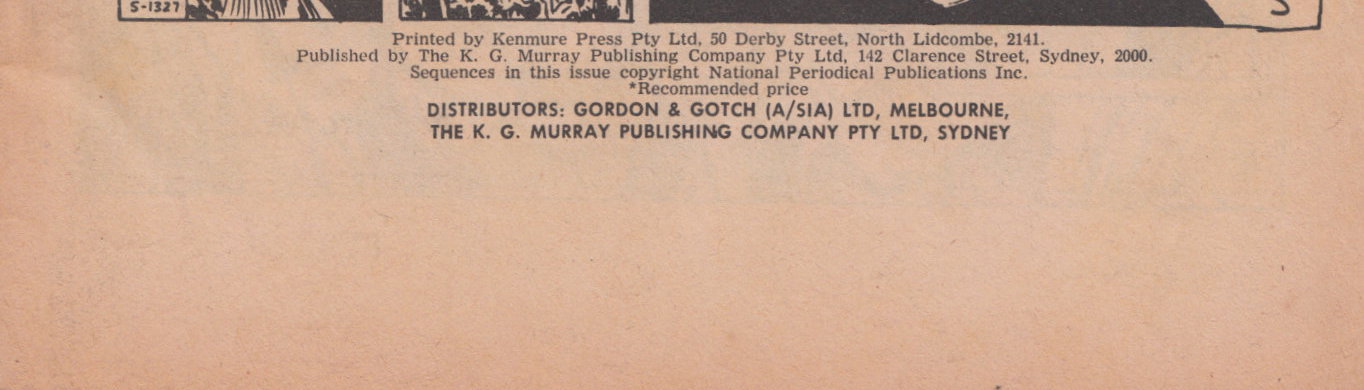 S-1327
Printed by Kenmure Press Pty Ltd, 50 Derby Street, North Lidcombe, 2141.
Published by The K. G. Murray Publishing Company Pty Ltd, 142 Clarence Street, Sydney, 2000.
Sequences in this issue copyright National Periodical Publications Inc.
*Recommended price
DISTRIBUTORS: GORDON & GOTCH (A/SIA) LTD, MELBOURNE,
THE K. G. MURRAY PUBLISHING COMPANY PTY LTD, SYDNEY